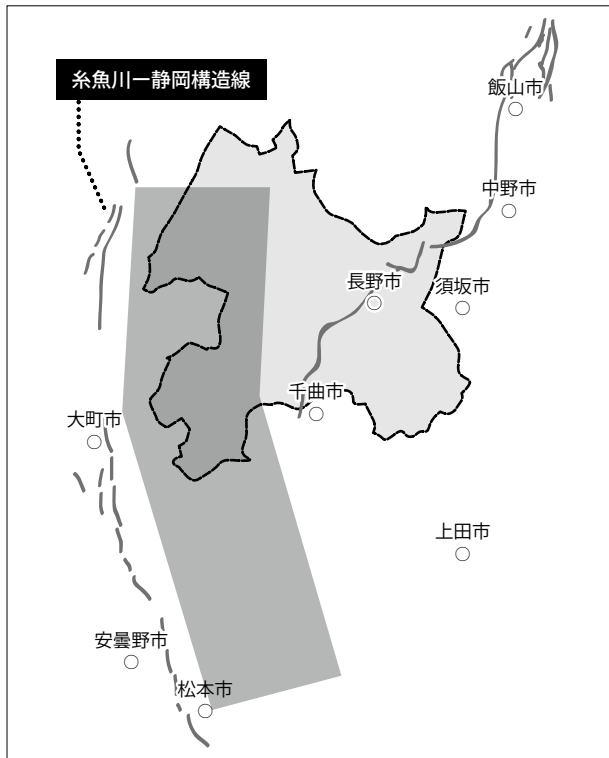 糸魚川ー静岡構造線
飯山市
中野市
長野市
須坂市
千曲市
大町市
上田市
安曇野市
松本市